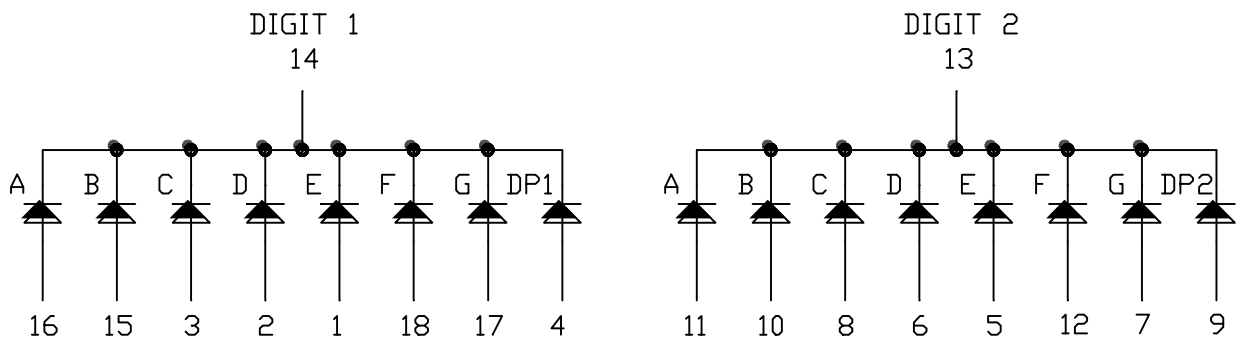 DIGIT 1 DIGIT 2
14 13
A B C D E F G DP1 A B C D E F G DP2
16 15 3 2 1 18 17 4 11 10 8 6 5 12 7 9